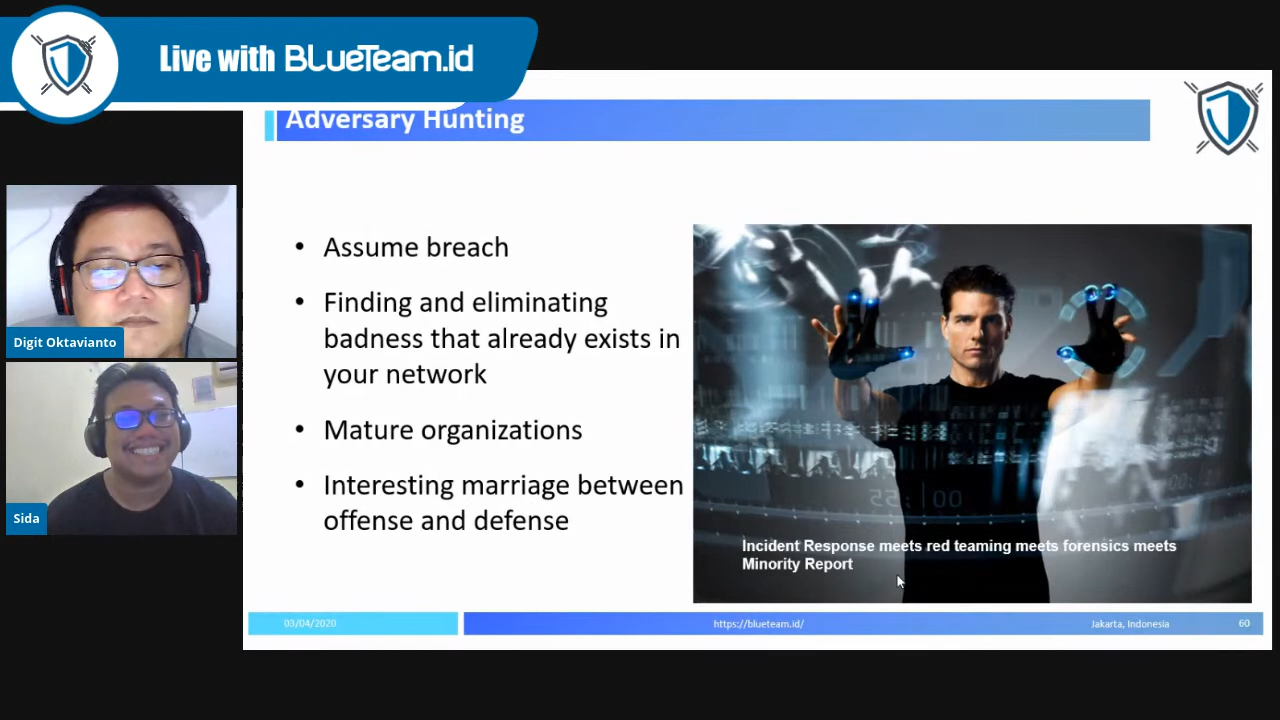 Live with BLueTeam.id
Adversary Hunting
Digit Oktavianto
Sida
• Assume breach
• Finding and eliminating
badness that already exists in
your network
• Mature organizations
• Interesting marriage between
offense and defense
Incident Response meets red teaming meets forensics meets
Minority Report
03/04/2020
https://blueteam.id/
Jakarta, Indonesia
60